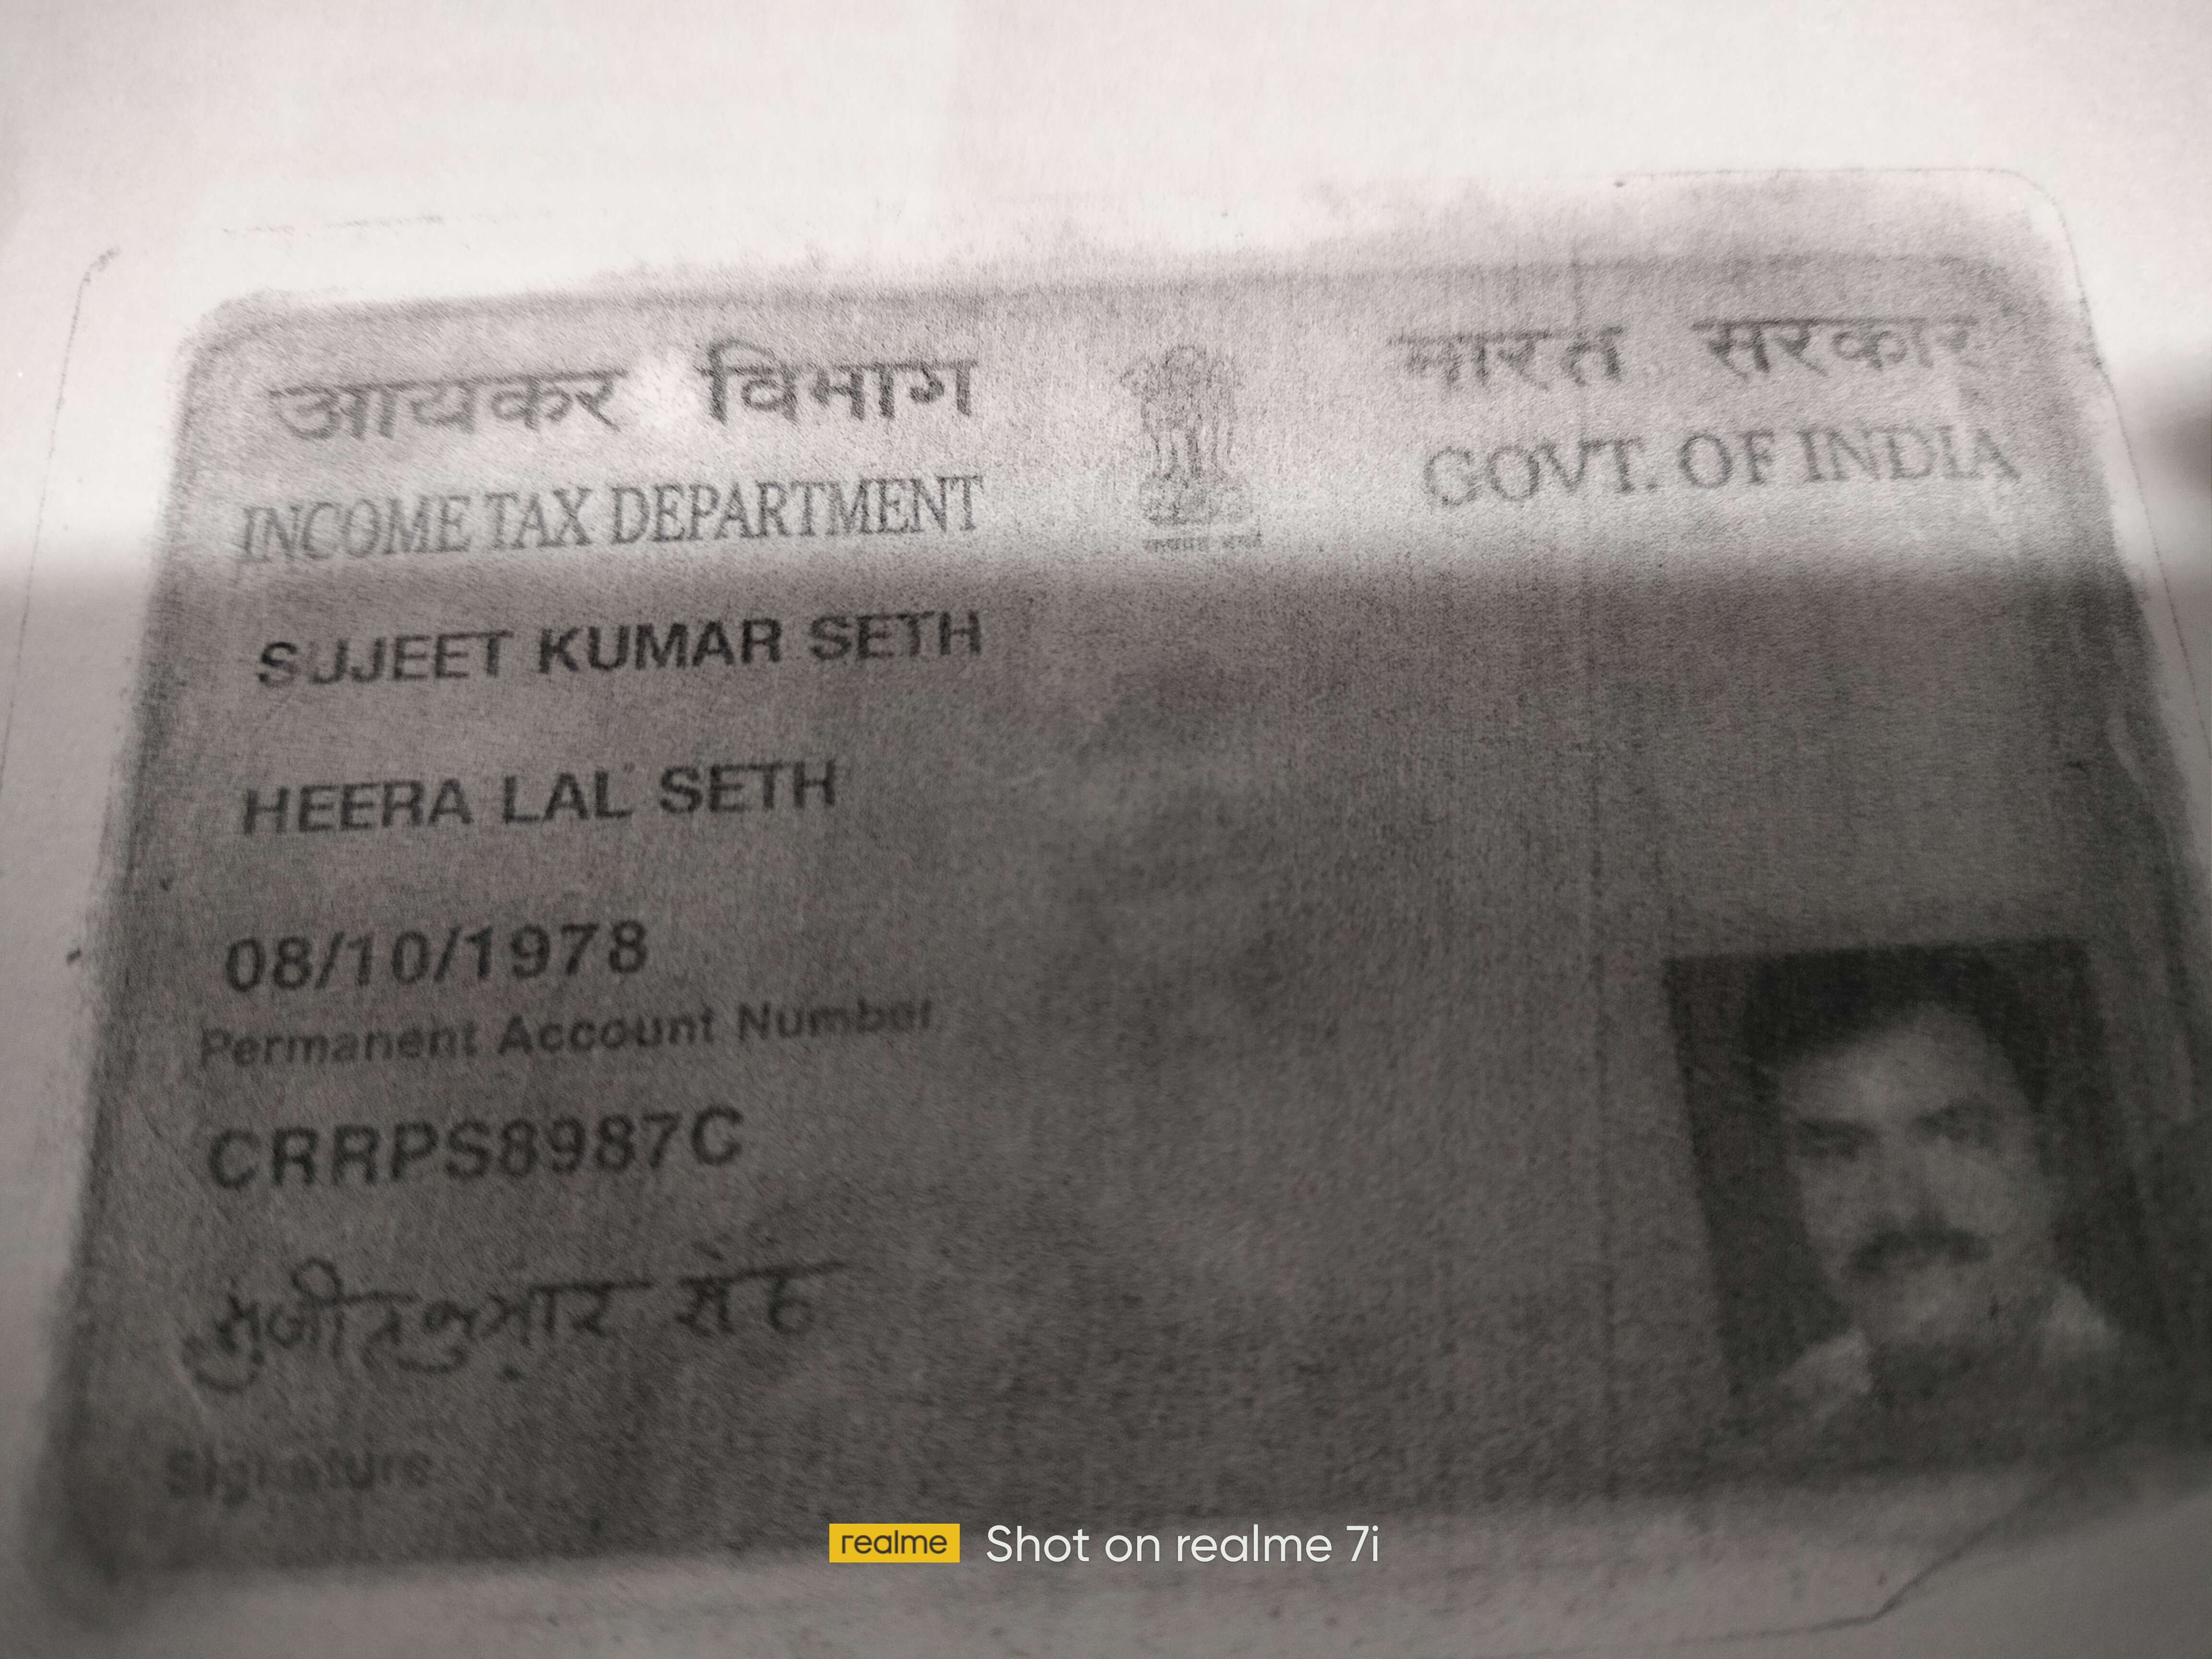 आयकर विभाग
भारत सरकार
INCOME TAX DEPARTMENT
GOVT. OF INDIA
SUJEET KUMAR SETH
HEERA LAL SETH
08/10/1978
Permanent Account Number
CRRPS8987C
सुजीत कुमार सेठ
Signature
realme Shot on realme 7i